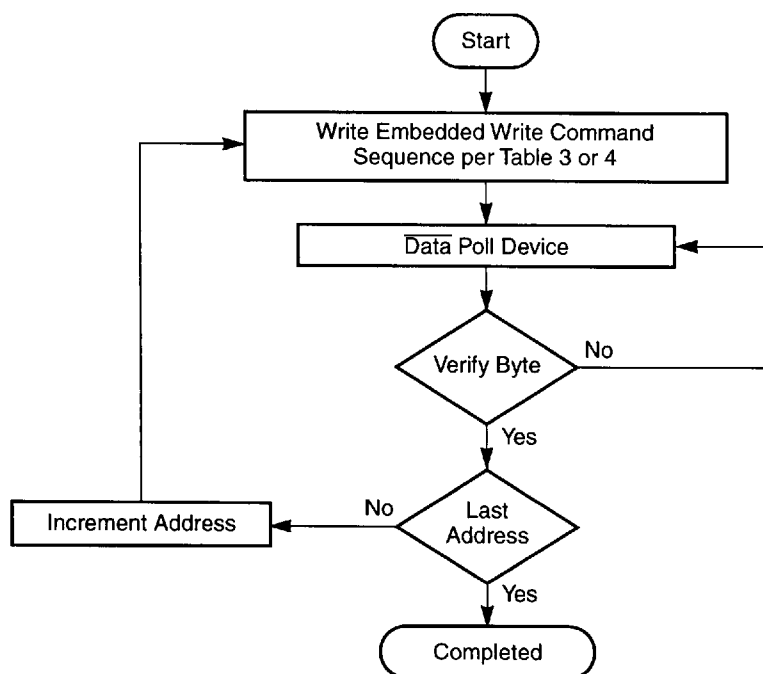 Start
Write Embedded Write Command
Sequence per Table 3 or 4
Data Poll Device
Verify Byte
No
Yes
Last
Address
No
Increment Address
Yes
Completed